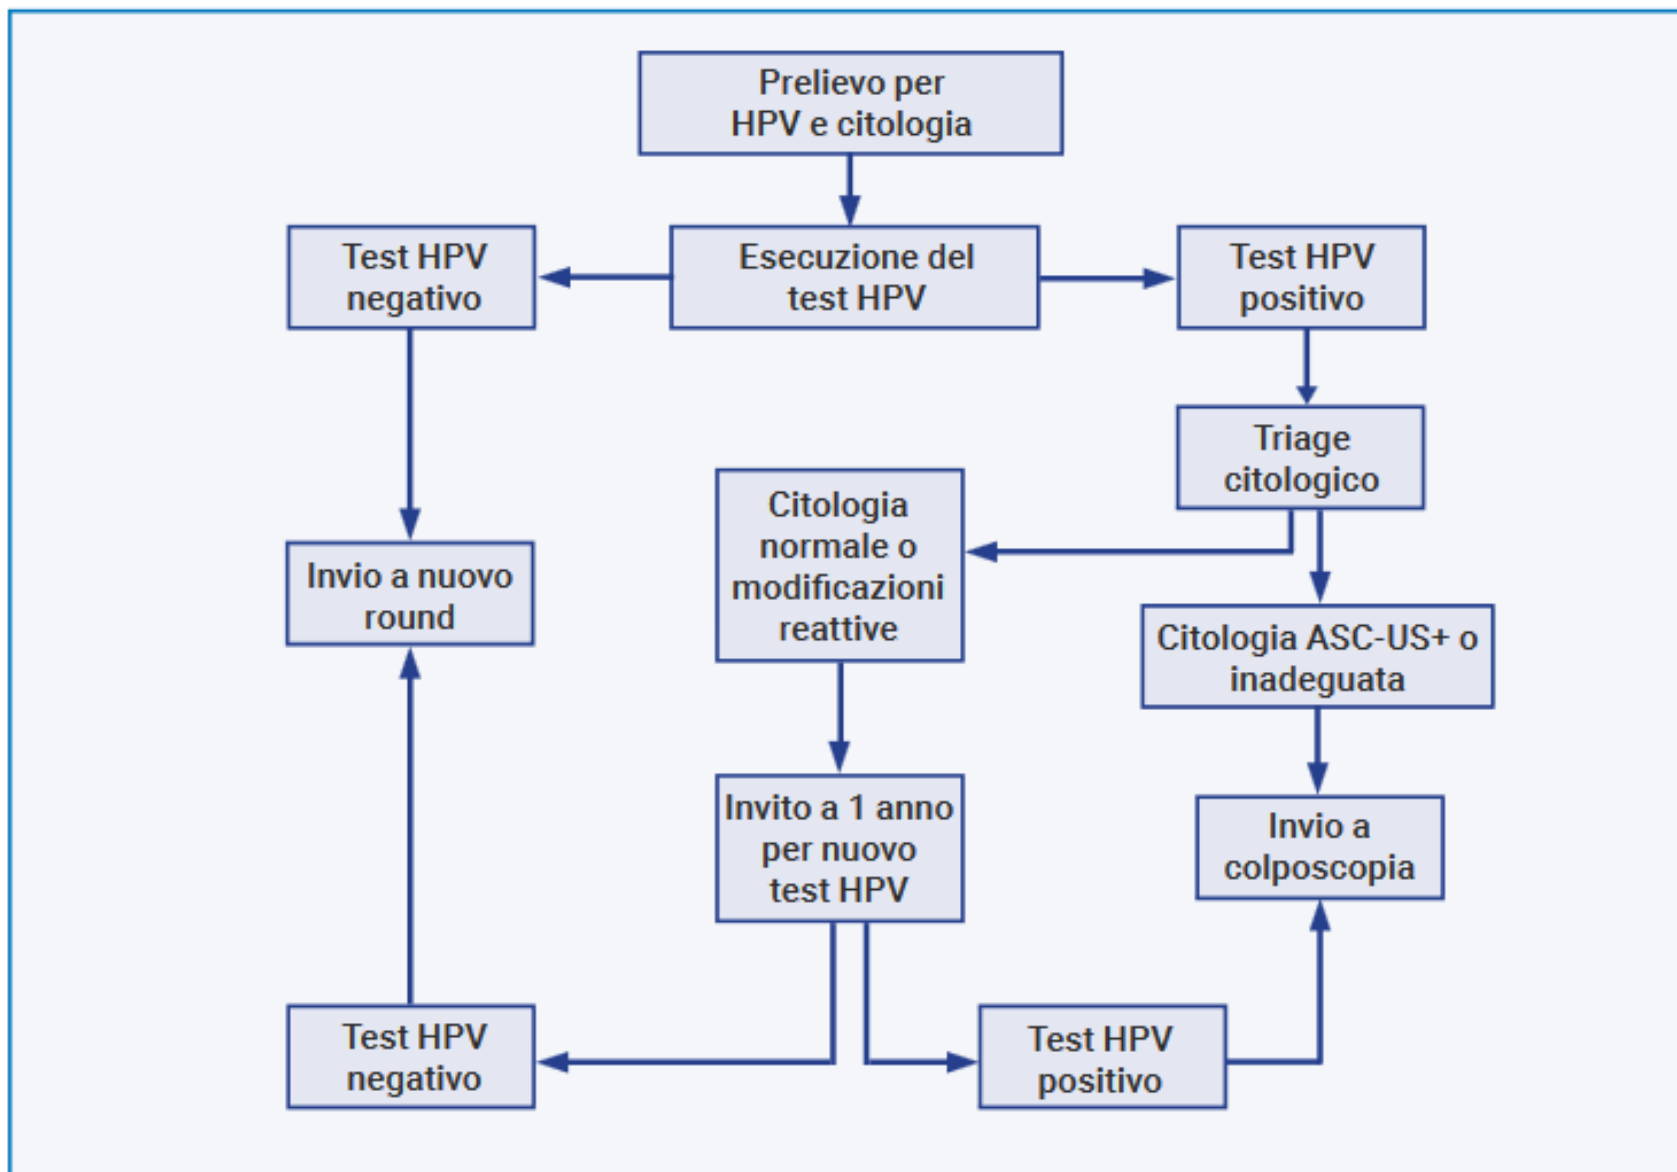 Prelievo per
HPV e citologia
Test HPV
negativo
Esecuzione del
test HPV
Test HPV
positivo
Triage
citologico
Citologia
normale o
modificazioni
reattive
Invio a nuovo
round
Citologia ASC-US+ o
inadeguata
Invito a 1 anno
per nuovo
test HPV
Invio a
colposcopia
Test HPV
negativo
Test HPV
positivo